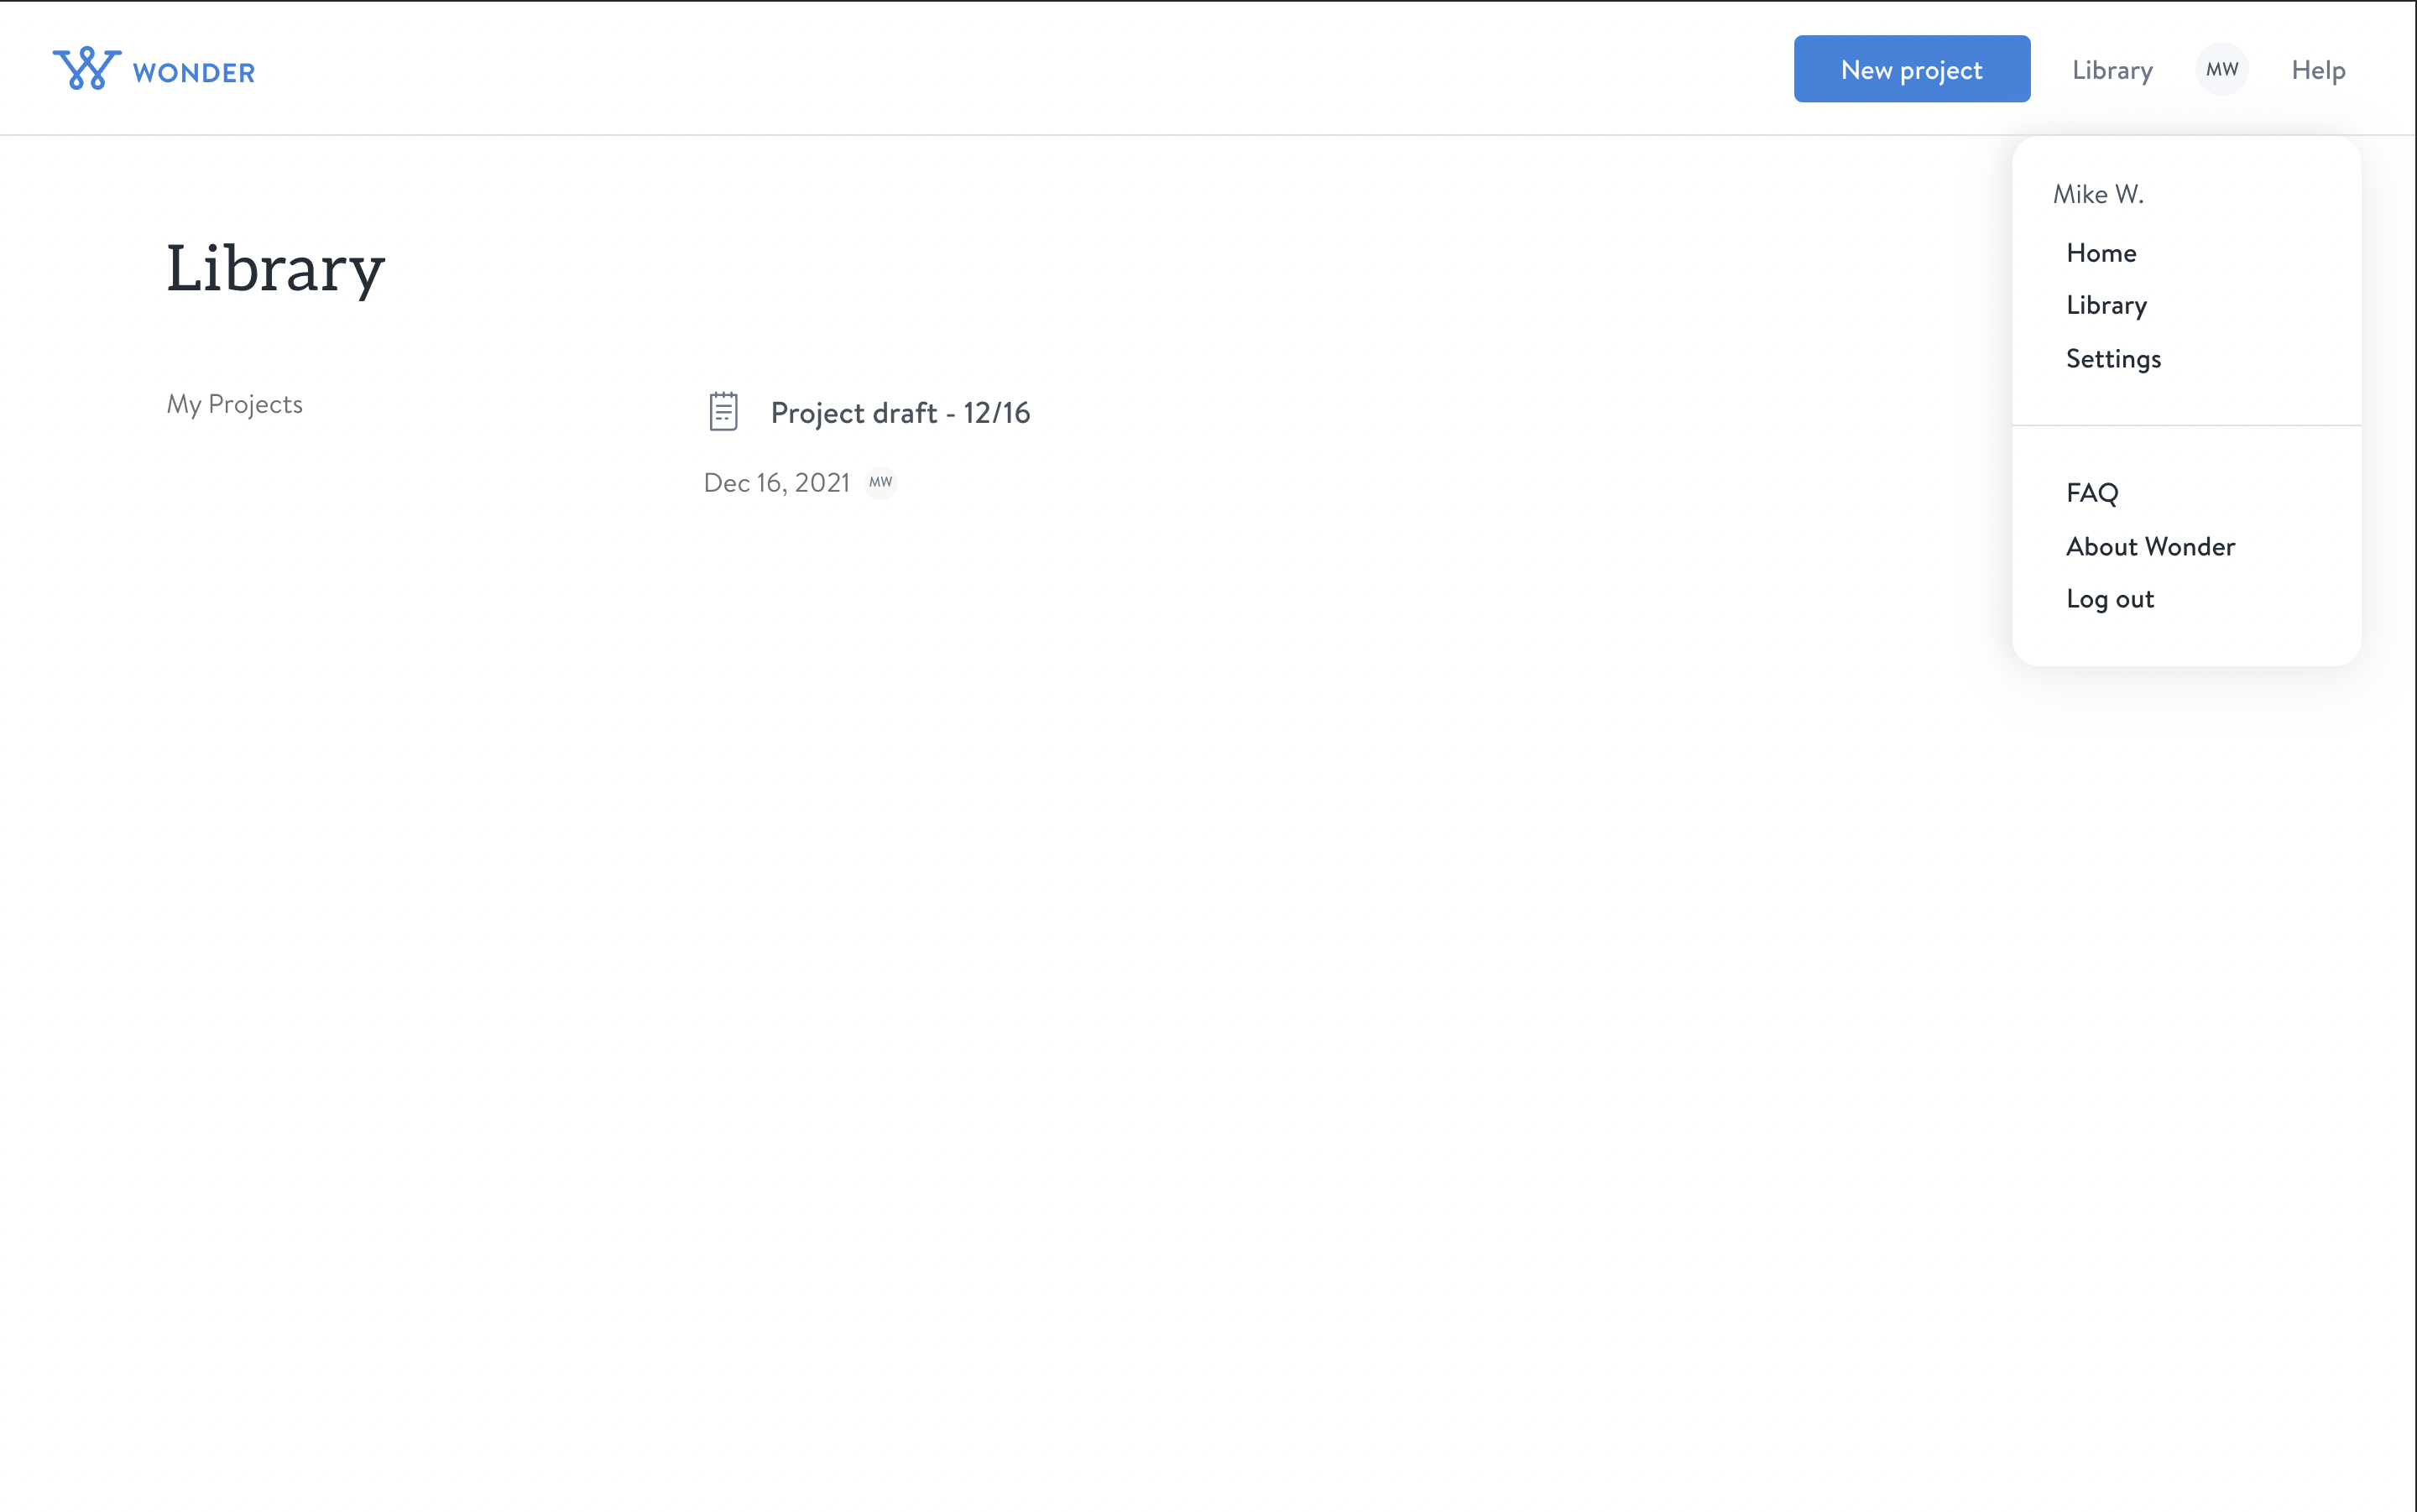 WONDER
New project Library MW Help
Mike W.
Home
Library
Settings
FAQ
About Wonder
Log out
Library
My Projects
Project draft - 12/16
Dec 16, 2021 MW